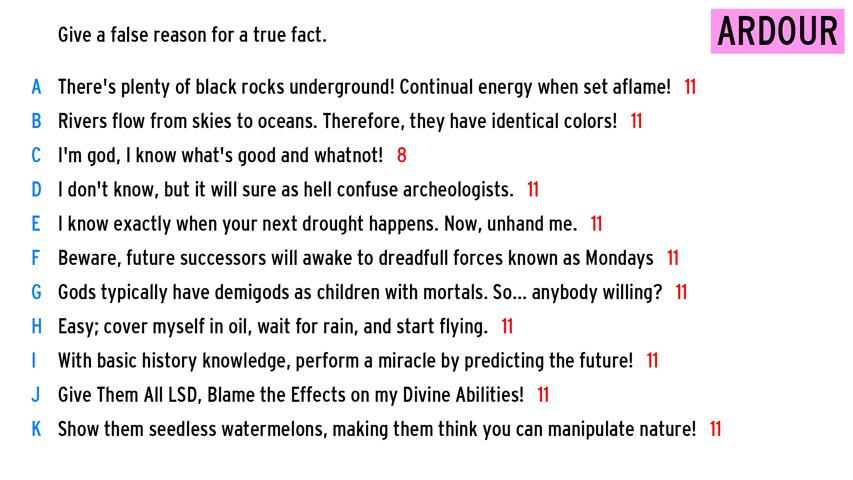 Give a false reason for a true fact.
ARDOUR
A There's plenty of black rocks underground! Continual energy when set aflame! 11
B Rivers flow from skies to oceans. Therefore, they have identical colors! 11
C I'm god, I know what's good and whatnot! 8
D I don't know, but it will sure as hell confuse archeologists. 11
E I know exactly when your next drought happens. Now, unhand me. 11
F Beware, future successors will awake to dreadfull forces known as Mondays 11
G Gods typically have demigods as children with mortals. So... anybody willing? 11
H Easy; cover myself in oil, wait for rain, and start flying. 11
I With basic history knowledge, perform a miracle by predicting the future! 11
J Give Them All LSD, Blame the Effects on my Divine Abilities! 11
K Show them seedless watermelons, making them think you can manipulate nature! 11